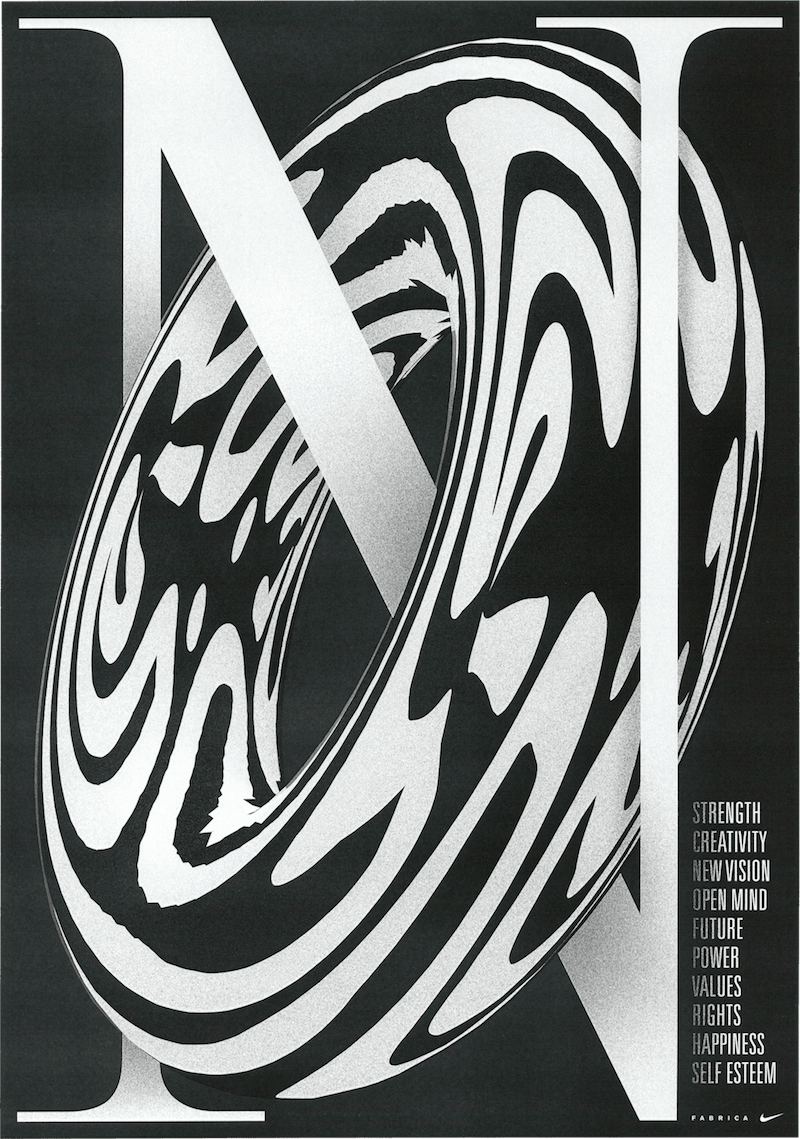 N
STRENGTH
CREATIVITY
NEW VISION
OPEN MIND
FUTURE
POWER
VALUES
RIGHTS
HAPPINESS
SELF ESTEEM
FABRICA